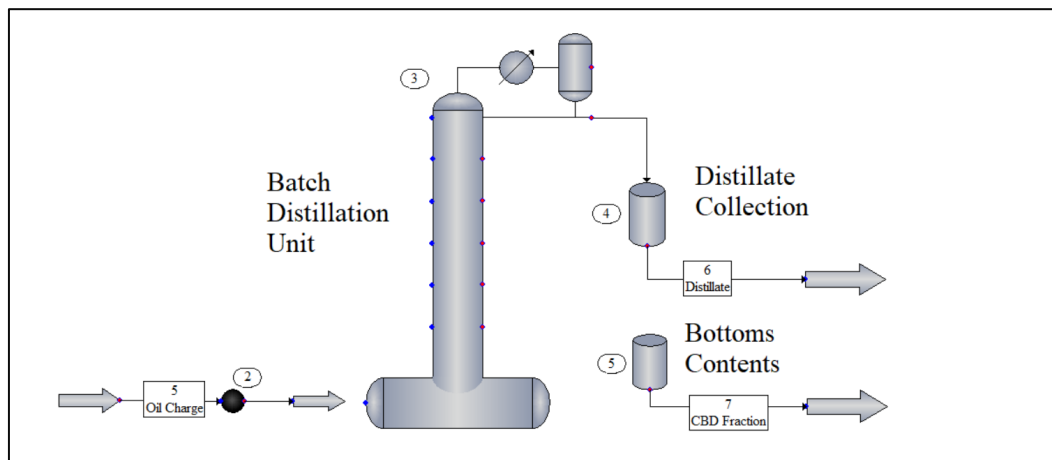 3
Batch
Distillation
Unit
Distillate
Collection
4
6
Distillate
Bottoms
Contents
5
7
CBD Fraction
2
5
Oil Charge